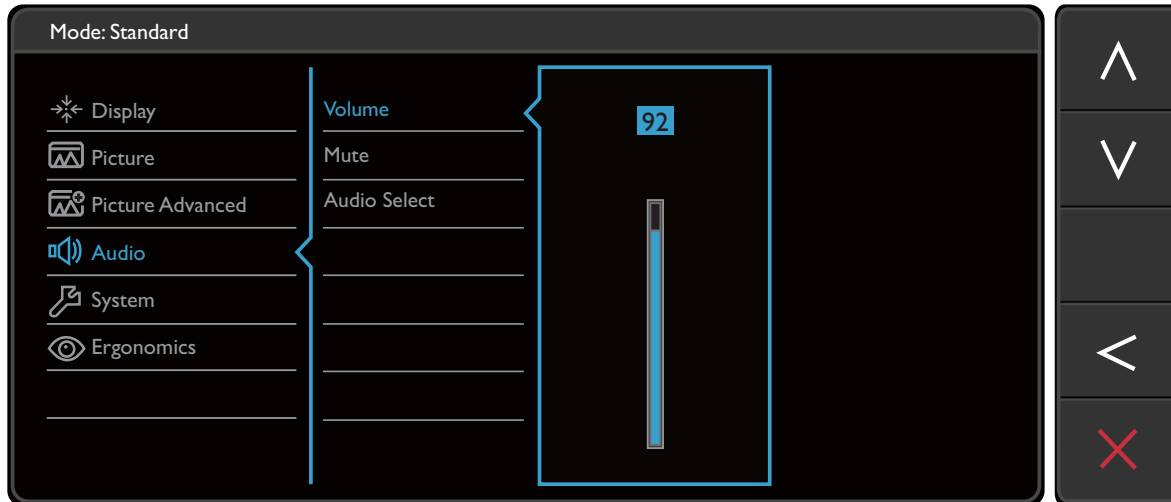 Mode: Standard
Display
Picture
Picture Advanced
Audio
System
Ergonomics
Volume
Mute
Audio Select
92